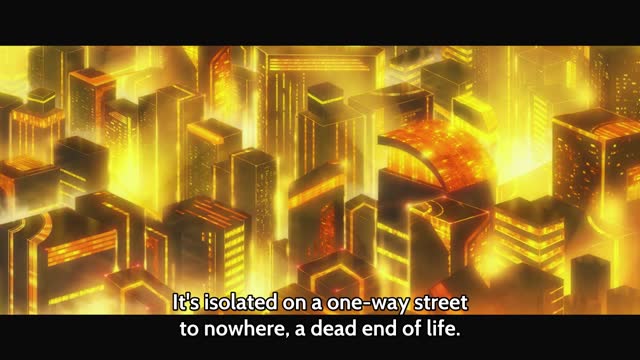 It's isolated on a one-way street
to nowhere, a dead end of life.